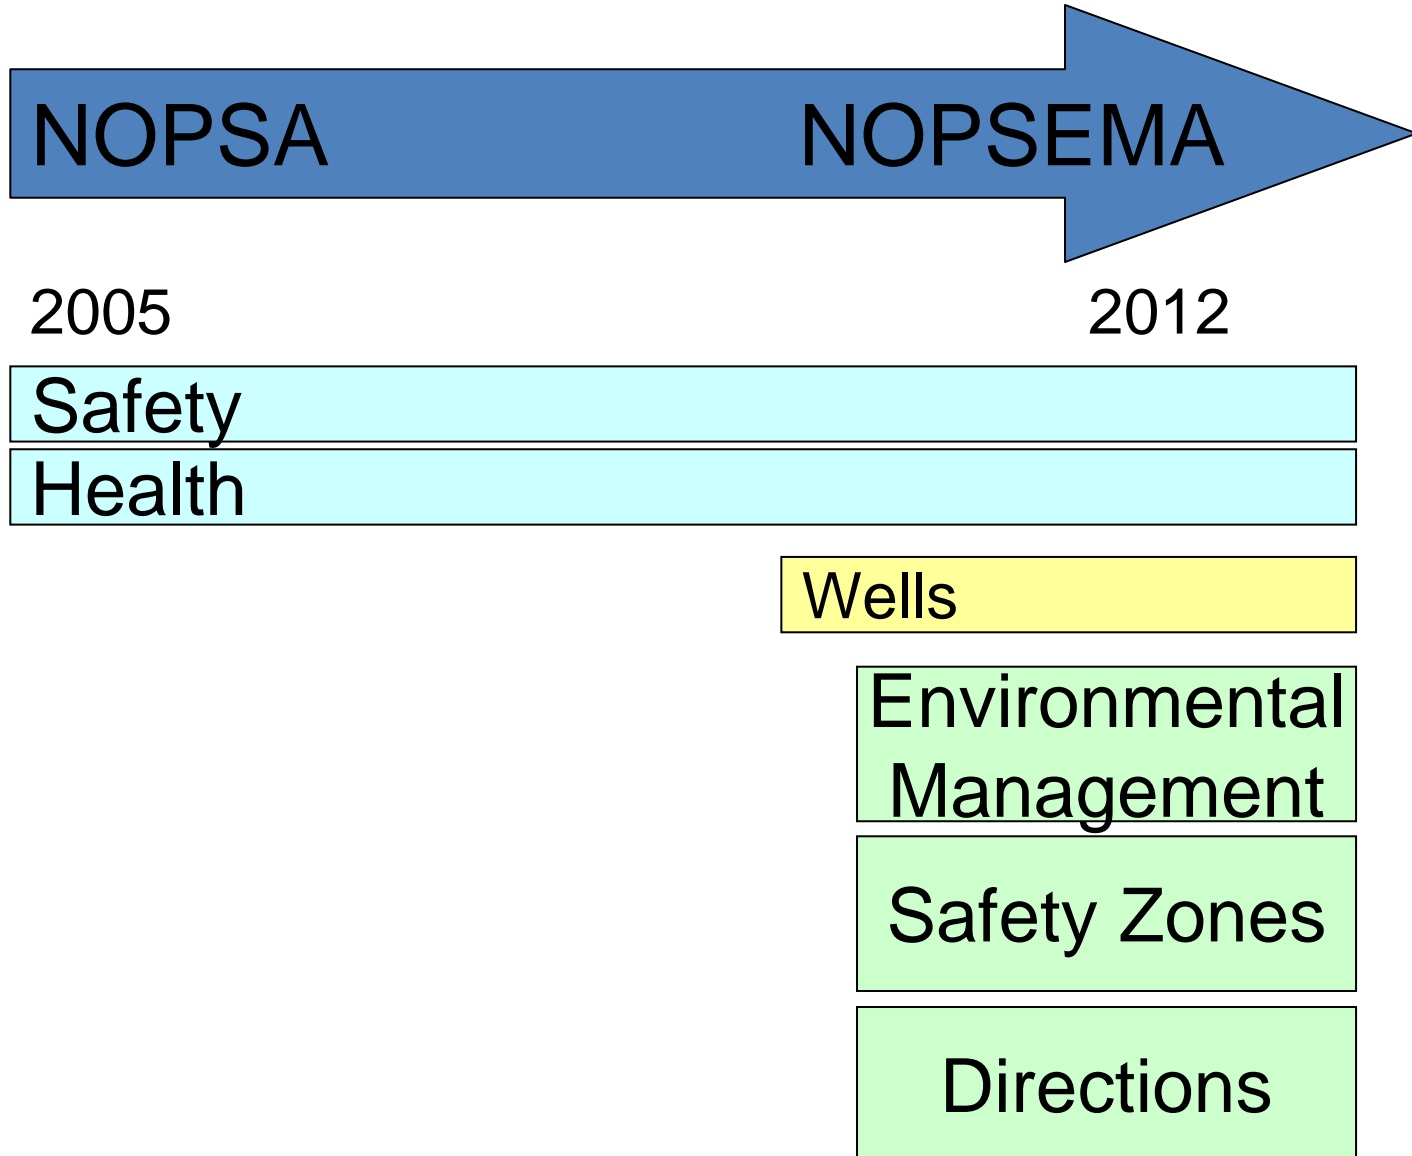 NOPSA NOPSEMA
2005 2012
Safety
Health
Wells
Environmental
Management
Safety Zones
Directions